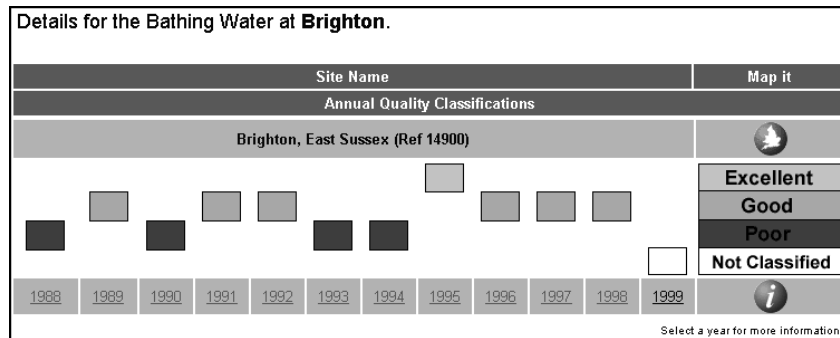 Details for the Bathing Water at Brighton.
Site Name Map it
Annual Quality Classifications
Brighton, East Sussex (Ref 14900)
Excellent
Good
Poor
Not Classified
1988 1989 1990 1991 1992 1993 1994 1995 1996 1997 1998 1999 i
Select a year for more information